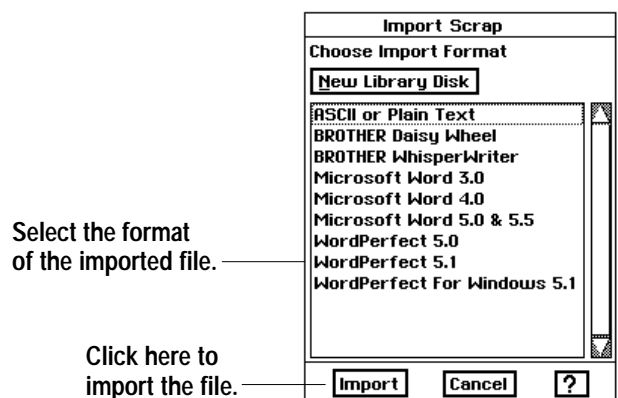 Import Scrap
Choose Import Format
New Library Disk
ASCII or Plain Text
BROTHER Daisy Wheel
BROTHER WhisperWriter
Microsoft Word 3.0
Microsoft Word 4.0
Microsoft Word 5.0 & 5.5
WordPerfect 5.0
WordPerfect 5.1
WordPerfect For Windows 5.1
Select the format
of the imported file.
Click here to
import the file.
Import Cancel ?